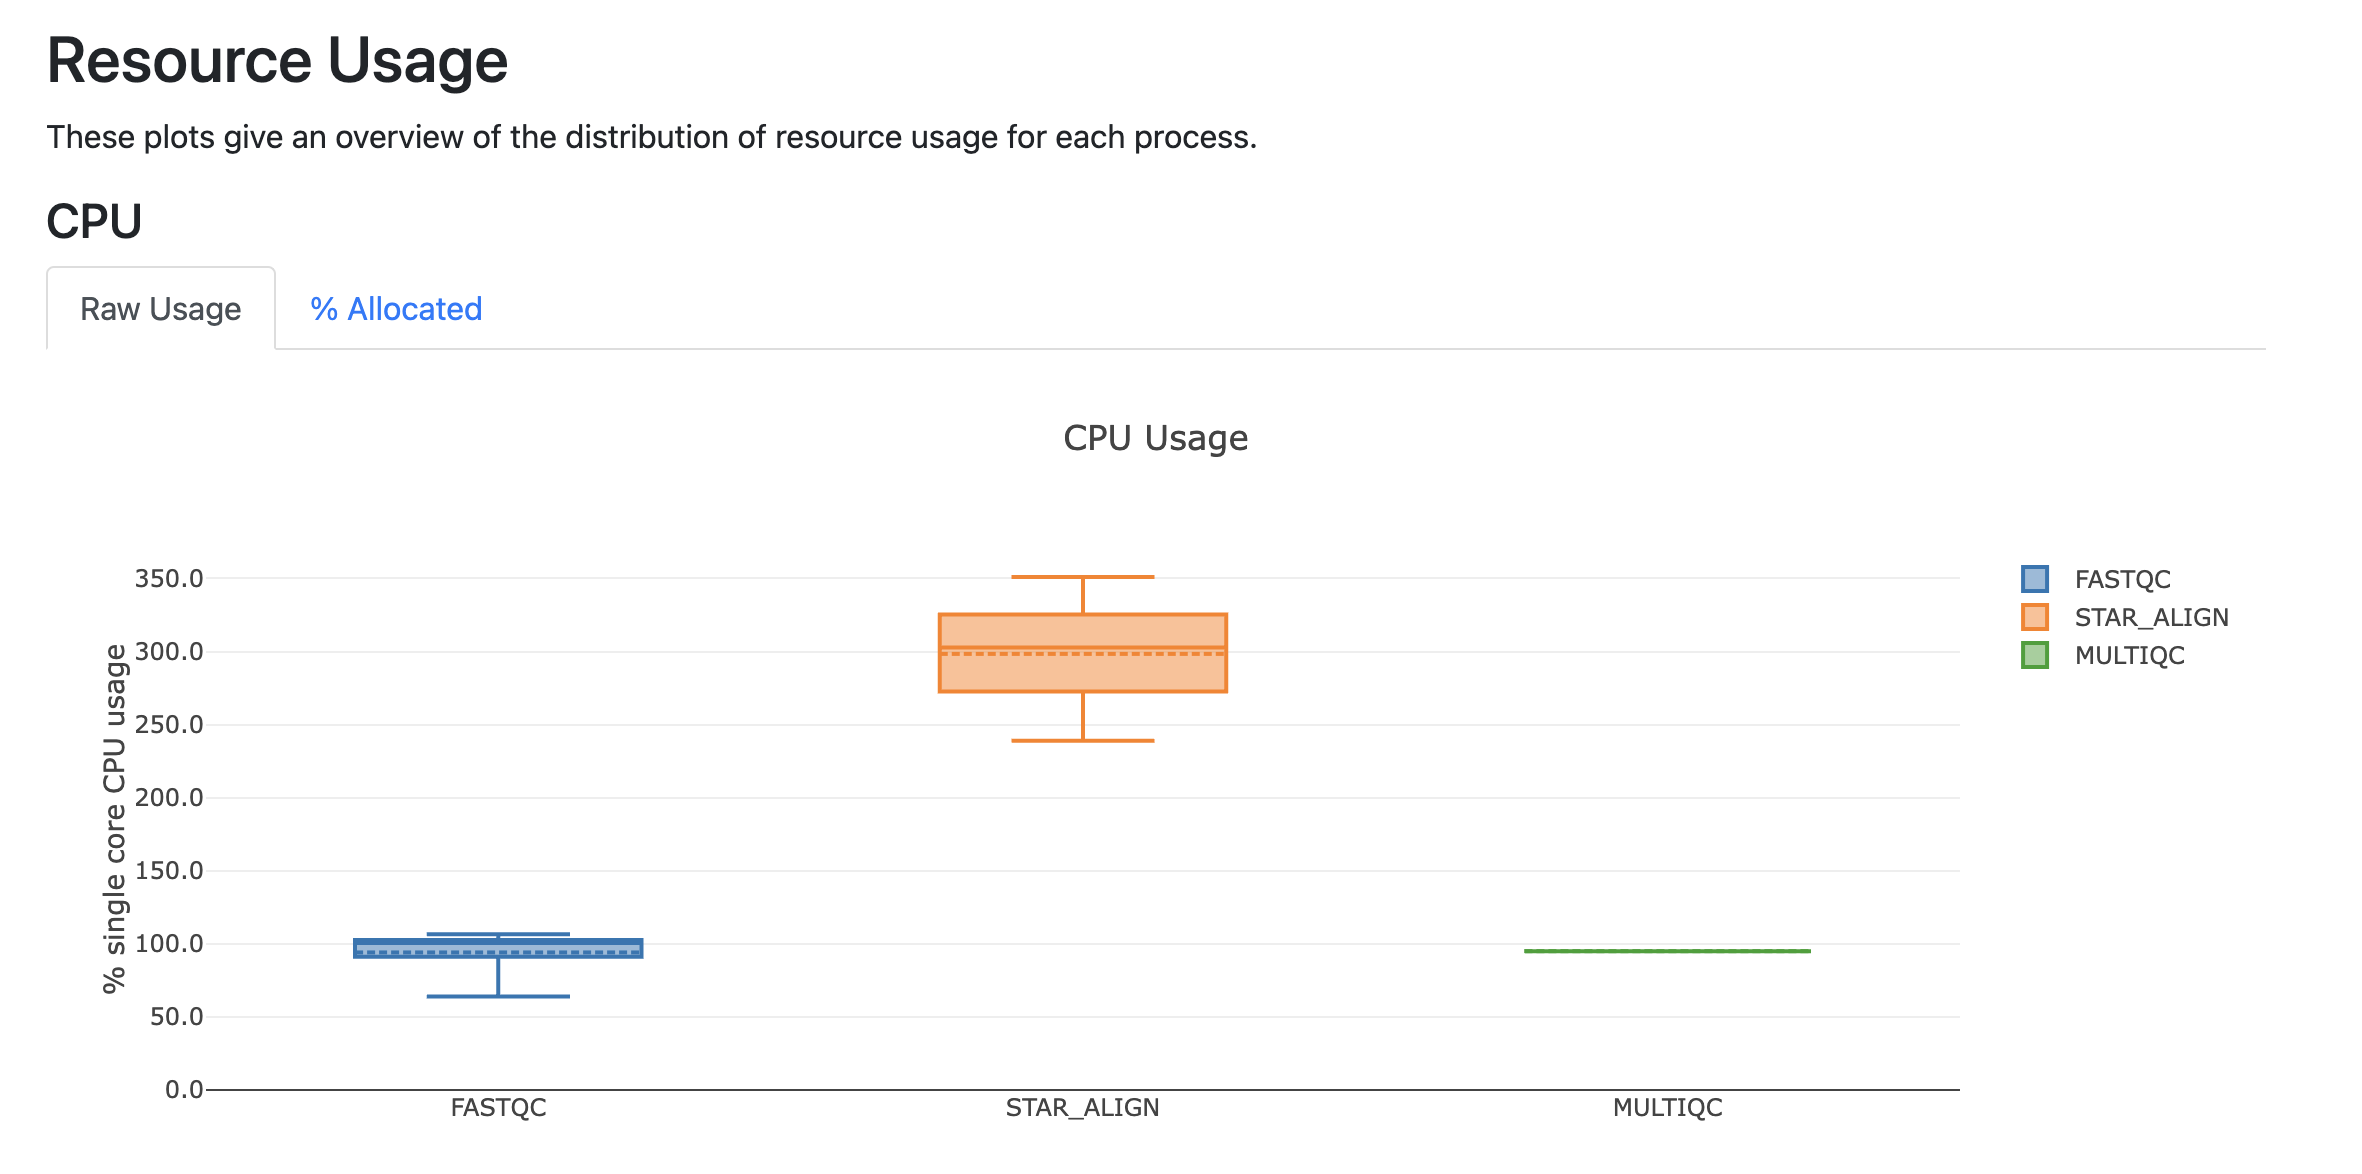 Resource Usage
These plots give an overview of the distribution of resource usage for each process.
CPU
Raw Usage
% Allocated
CPU Usage
% single core CPU usage
350.0
300.0
250.0
200.0
150.0
100.0
50.0
0.0
FASTQC
STAR_ALIGN
MULTIQC
FASTQC
STAR_ALIGN
MULTIQC